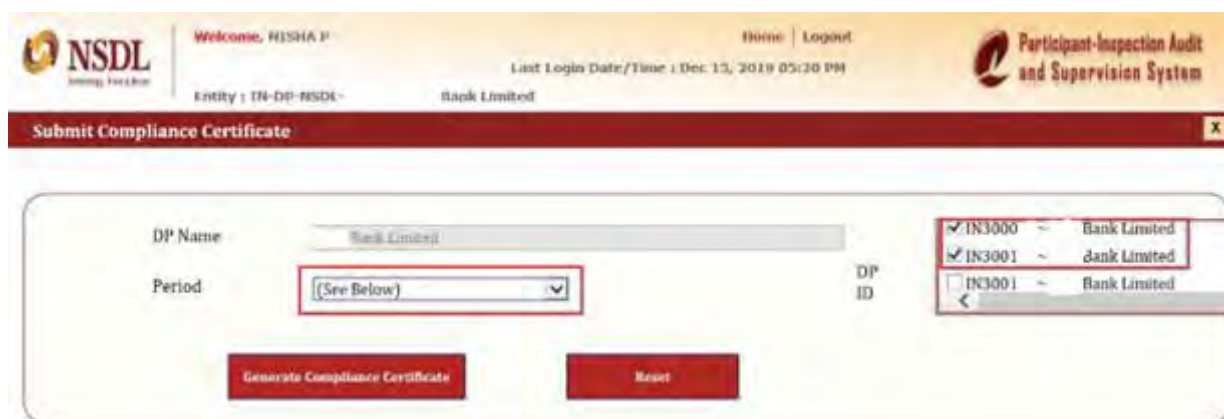 NSDL
Welcome, NISHA P
Home | Logout
Last Login Date/Time : Dec 13, 2019 05:20 PM
Entity : IN-DP-NSDL- Bank Limited
Participant-Inspection Audit
and Supervision System
Submit Compliance Certificate
X
DP Name
Bank Limited
Period
(See Below)
DP
ID
IN3000 ~ Bank Limited
IN3001 ~ Bank Limited
IN3001 ~ Bank Limited
Generate Compliance Certificate
Reset